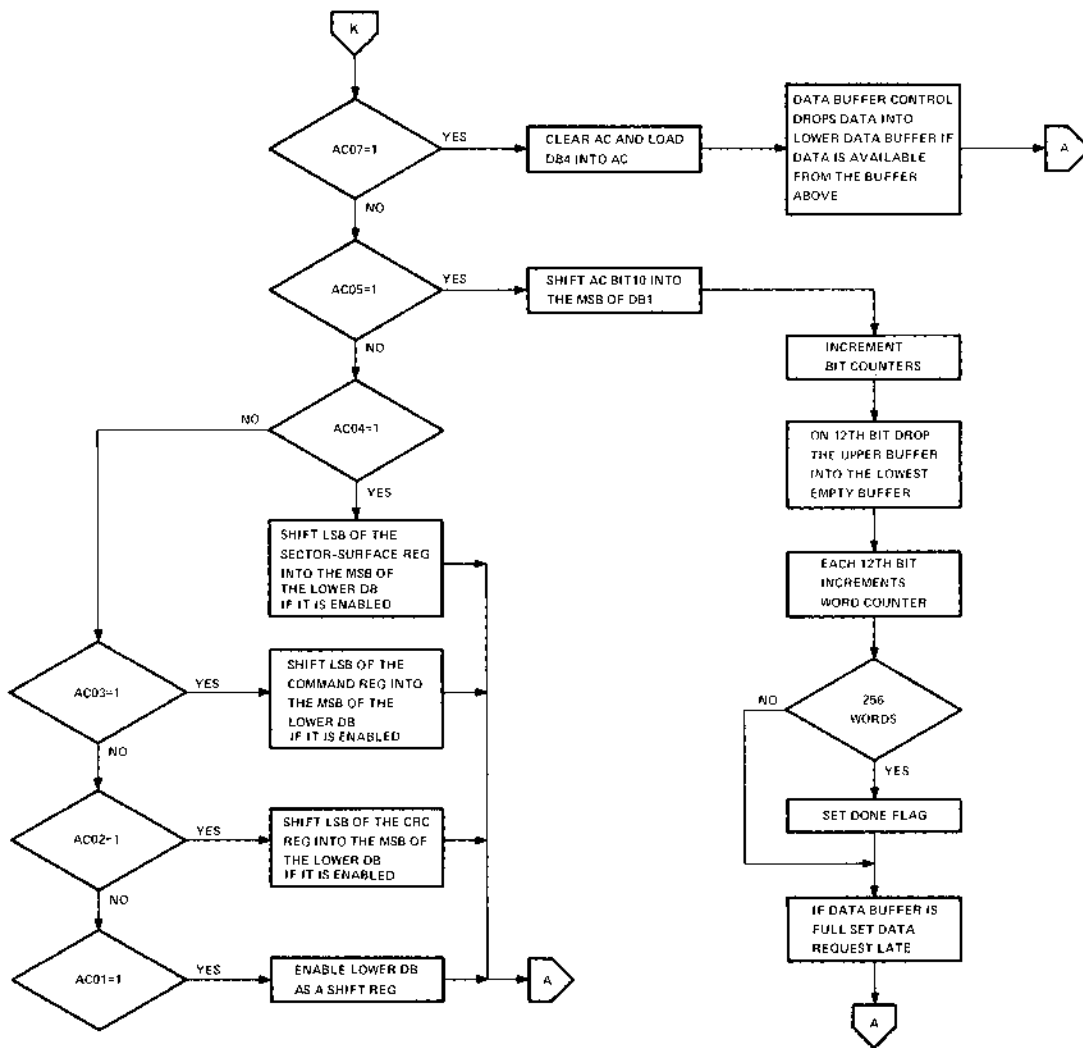 K
AC07=1
YES
CLEAR AC AND LOAD
DB4 INTO AC
DATA BUFFER CONTROL
DROPS DATA INTO
LOWER DATA BUFFER IF
DATA IS AVAILABLE
FROM THE BUFFER
ABOVE
A
NO
AC05=1
YES
SHIFT AC BIT10 INTO
THE MSB OF DB1
NO
INCREMENT
BIT COUNTERS
AC04=1
NO
YES
ON 12TH BIT DROP
THE UPPER BUFFER
INTO THE LOWEST
EMPTY BUFFER
SHIFT LSB OF THE
SECTOR-SURFACE REG
INTO THE MSB OF
THE LOWER DB
IF IT IS ENABLED
EACH 12TH BIT
INCREMENTS
WORD COUNTER
AC03=1
YES
SHIFT LSB OF THE
COMMAND REG INTO
THE MSB OF THE
LOWER DB
IF IT IS ENABLED
NO
256
WORDS
NO
YES
SET DONE FLAG
AC02=1
YES
SHIFT LSB OF THE CRC
REG INTO THE MSB OF
THE LOWER DB
IF IT IS ENABLED
NO
IF DATA BUFFER IS
FULL SET DATA
REQUEST LATE
AC01=1
YES
ENABLE LOWER DB
AS A SHIFT REG
A
A